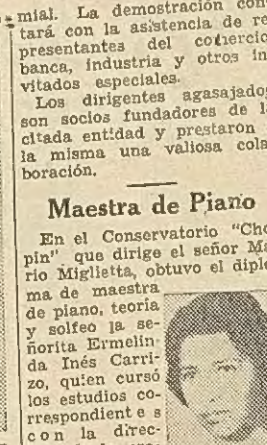 mial. La demostración con
tará con la asistencia de re
presentantes del comercio
banca, industria y otros in
vitados especiales.
Los dirigentes agasajados
son socios fundadores de l
citada entidad y prestaron
la misma una valiosa cola
boración.
Maestra de Piano
En el Conservatorio "Cho
pin" que dirige el señor Ma
rio Miglietta, obtuvo el diplo
ma de maestra
de piano, teoría
y solfeo la se-
ñorita Ermelin-
da Inés Carri-
zo, quien cursó
los estudios co-
rrespondient e s
c o n la direc-